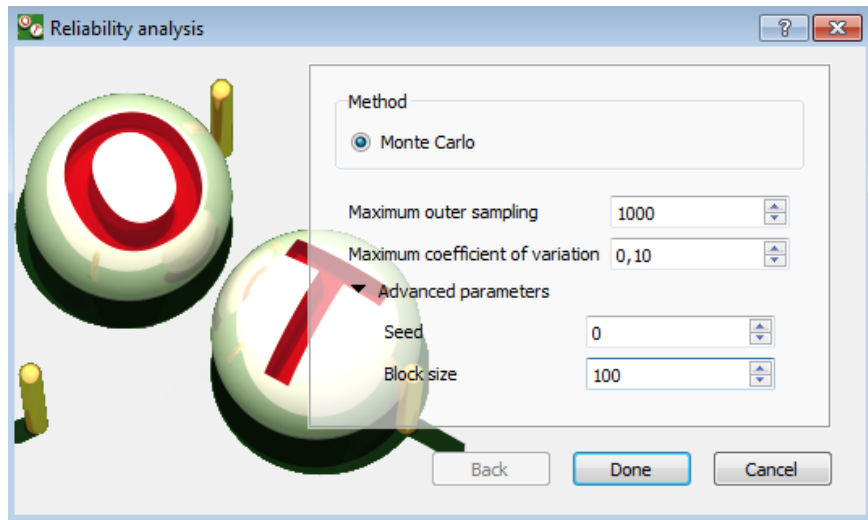 Reliability analysis
Method
Monte Carlo
Maximum outer sampling 1000
Maximum coefficient of variation 0,10
Advanced parameters
Seed 0
Block size 100
Back Done Cancel